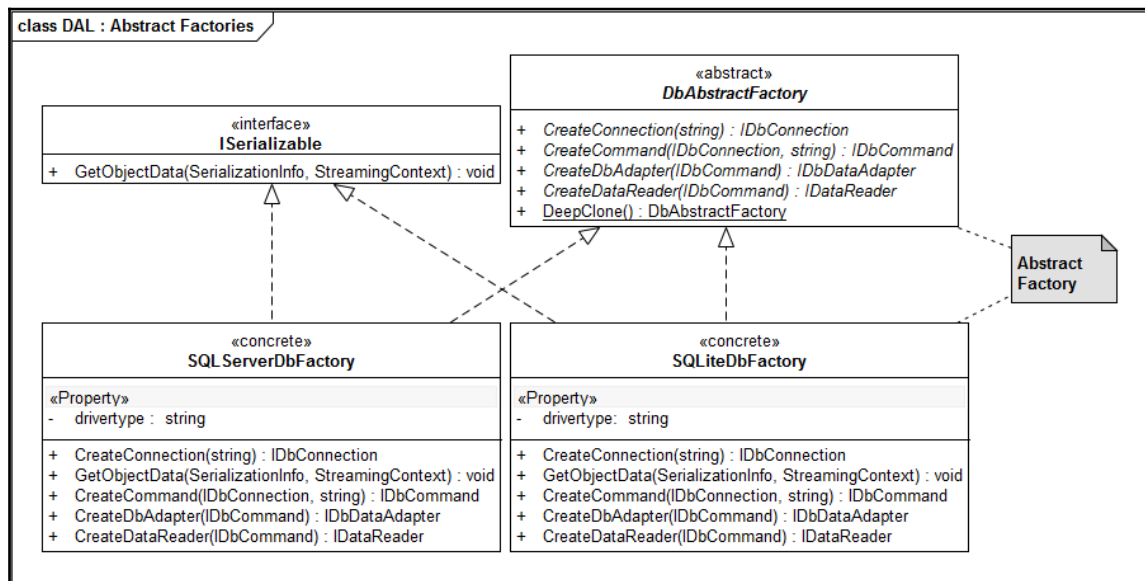 class DAL : Abstract Factories
«interface»
ISerializable
+ GetObjectData(SerializationInfo, StreamingContext) : void
«abstract»
DbAbstractFactory
+ CreateConnection(string) : IDbConnection
+ CreateCommand(IDbConnection, string) : IDbCommand
+ CreateDbAdapter(IDbCommand) : IDbDataAdapter
+ CreateDataReader(IDbCommand) : IDataReader
+ DeepClone() : DbAbstractFactory
Abstract
Factory
«concrete»
SQLServerDbFactory
«Property»
- drivertype : string
+ CreateConnection(string) : IDbConnection
+ GetObjectData(SerializationInfo, StreamingContext) : void
+ CreateCommand(IDbConnection, string) : IDbCommand
+ CreateDbAdapter(IDbCommand) : IDbDataAdapter
+ CreateDataReader(IDbCommand) : IDataReader
«concrete»
SQLiteDbFactory
«Property»
- drivertype: string
+ CreateConnection(string) : IDbConnection
+ GetObjectData(SerializationInfo, StreamingContext) : void
+ CreateCommand(IDbConnection, string) : IDbCommand
+ CreateDbAdapter(IDbCommand) : IDbDataAdapter
+ CreateDataReader(IDbCommand) : IDataReader